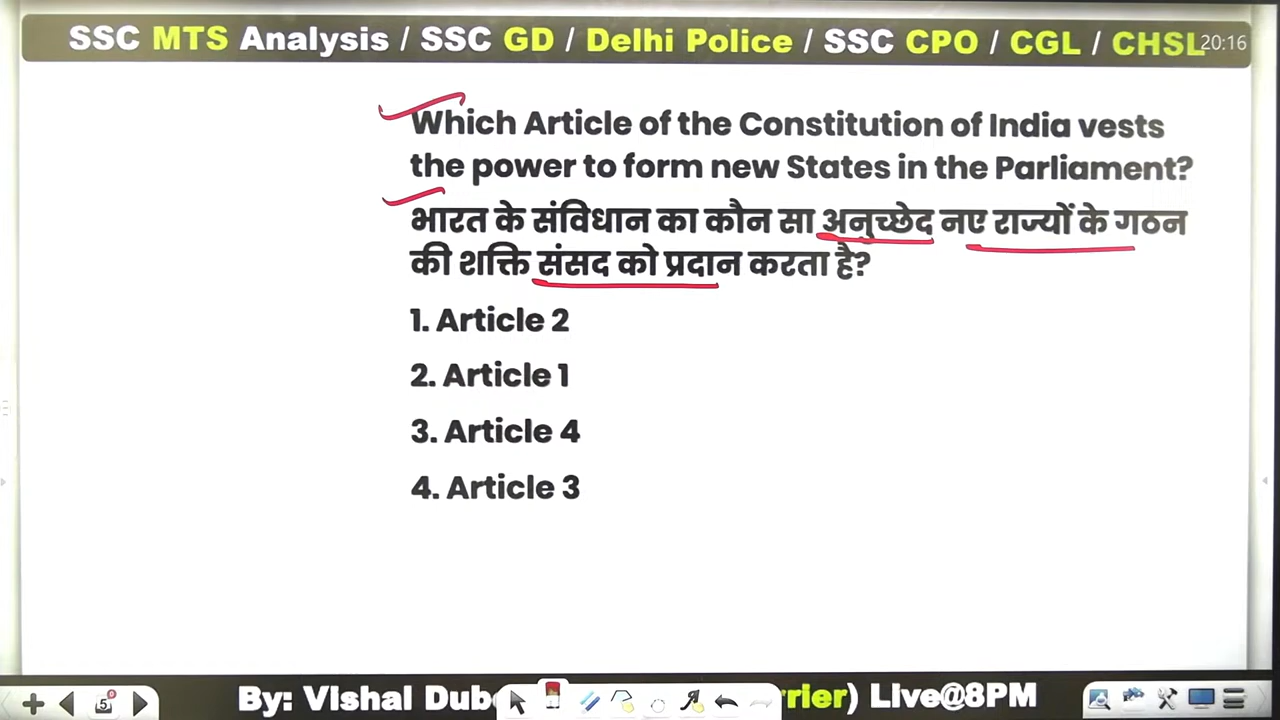 SSC MTS Analysis / SSC GD / Delhi Police / SSC CPO / CGL / CHSL
20:16
Which Article of the Constitution of India vests
the power to form new States in the Parliament?
भारत के संविधान का कौन सा अनुच्छेद नए राज्यों के गठन
की शक्ति संसद को प्रदान करता है?
1. Article 2
2. Article 1
3. Article 4
4. Article 3
By: VIshal Dub
rrier) Live@8PM